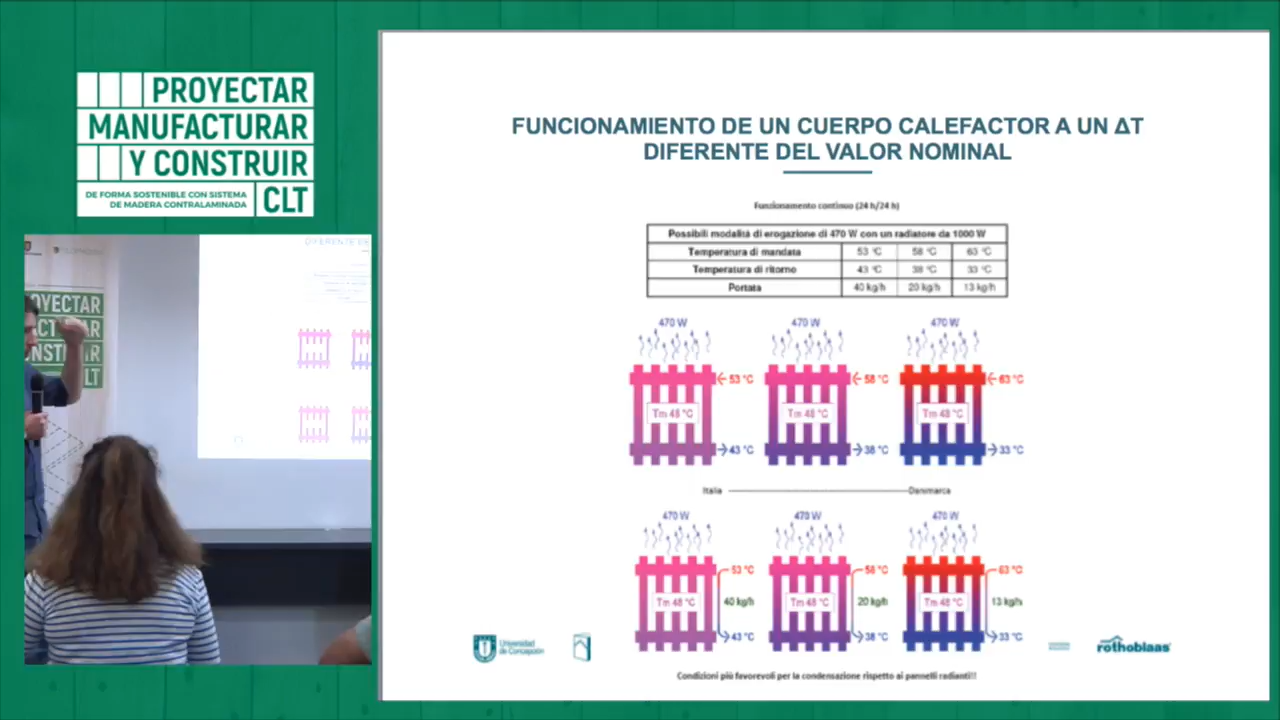 PROYECTAR
MANUFACTURAR
Y CONSTRUIR
DE FORMA SOSTENIBLE CON SISTEMA
DE MADERA CONTRALAMINADA
CLT
FUNCIONAMIENTO DE UN CUERPO CALEFACTOR A UN ΔT
DIFERENTE DEL VALOR NOMINAL
Funzionamento continuo (24 h/24 h)
Possibili modalità di erogazione di 470 W con un radiatore da 1000 W
Temperatura di mandata 53 °C 58 °C 63 °C
Temperatura di ritorno 43 °C 38 °C 33 °C
Portata 40 kg/h 20 kg/h 13 kg/h
470 W 470 W 470 W
53 °C 58 °C 63 °C
Tm 48 °C Tm 48 °C Tm 48 °C
43 °C 38 °C 33 °C
Italia Danimarca
470 W 470 W 470 W
53 °C 58 °C 63 °C
Tm 48 °C 40 kg/h Tm 48 °C 20 kg/h Tm 48 °C 13 kg/h
43 °C 38 °C 33 °C
Universidad
de Concepción
rothoblaas
Condizioni più favorevoli per la condensazione rispetto ai pannelli radianti!!
DIFERENTE DE
OYECTAR
CLT